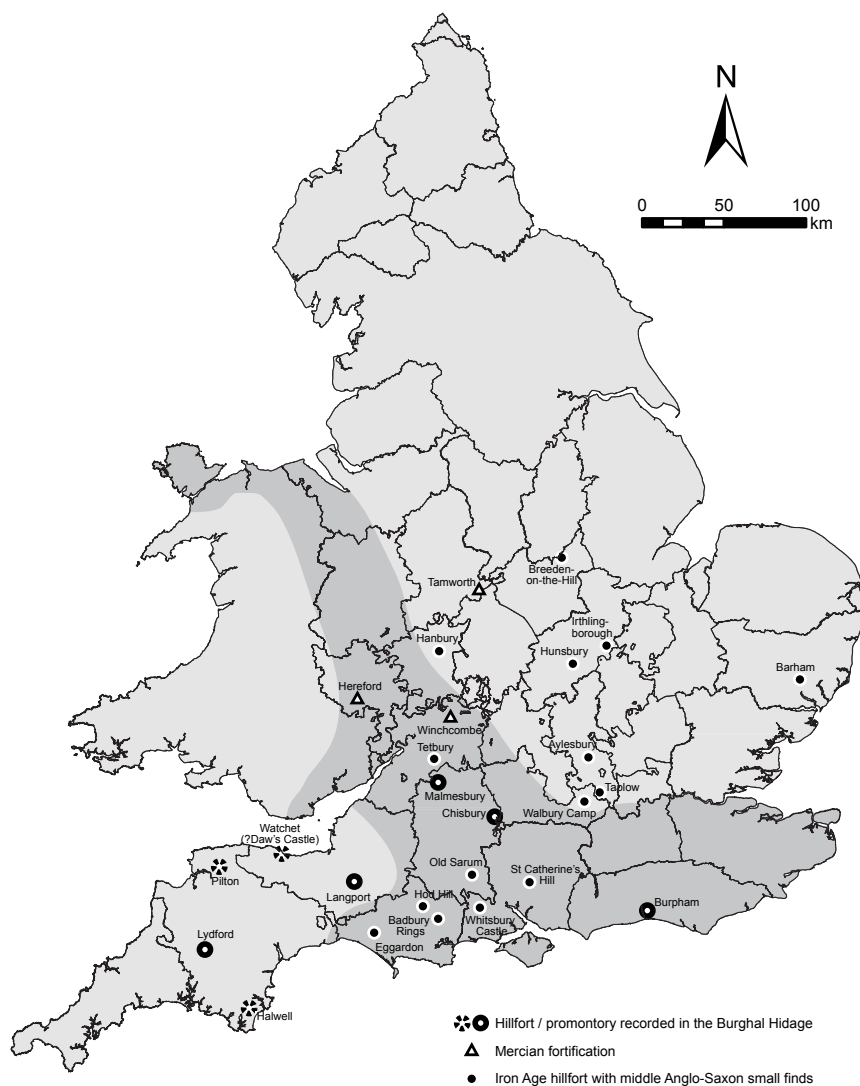 N
0 50 100
km
Breeden-
on-the-Hill
Tamworth
Irthling-
borough
Hanbury
Hunsbury
Barham
Hereford
Winchcombe
Tetbury
Aylesbury
Taplow
Malmesbury
Walbury Camp
Chisbury
Watchet
(?Daw's Castle)
Pilton
Old Sarum
St Catherine's
Hill
Langport
Hod Hill
Badbury
Rings
Whitsbury
Castle
Burpham
Lydford
Eggardon
Halwell
Hillfort / promontory recorded in the Burghal Hidage
Mercian fortification
Iron Age hillfort with middle Anglo-Saxon small finds